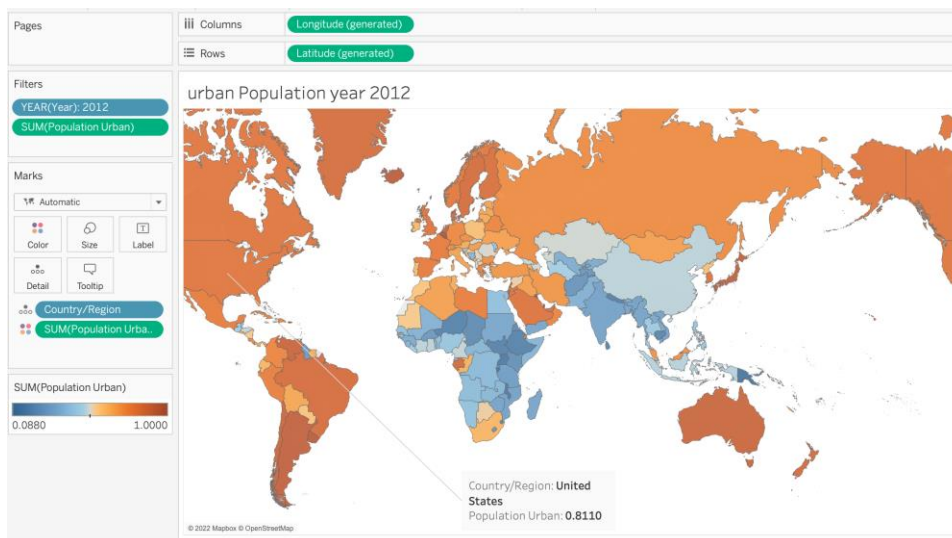 Pages
Columns
Longitude (generated)
Rows
Latitude (generated)
Filters
YEAR(Year): 2012
SUM(Population Urban)
Marks
Automatic
Color
Size
Label
Detail
Tooltip
Country/Region
SUM(Population Urba..
SUM(Population Urban)
0.0880
1.0000
urban Population year 2012
Country/Region: United
States
Population Urban: 0.8110
© 2022 Mapbox © OpenStreetMap